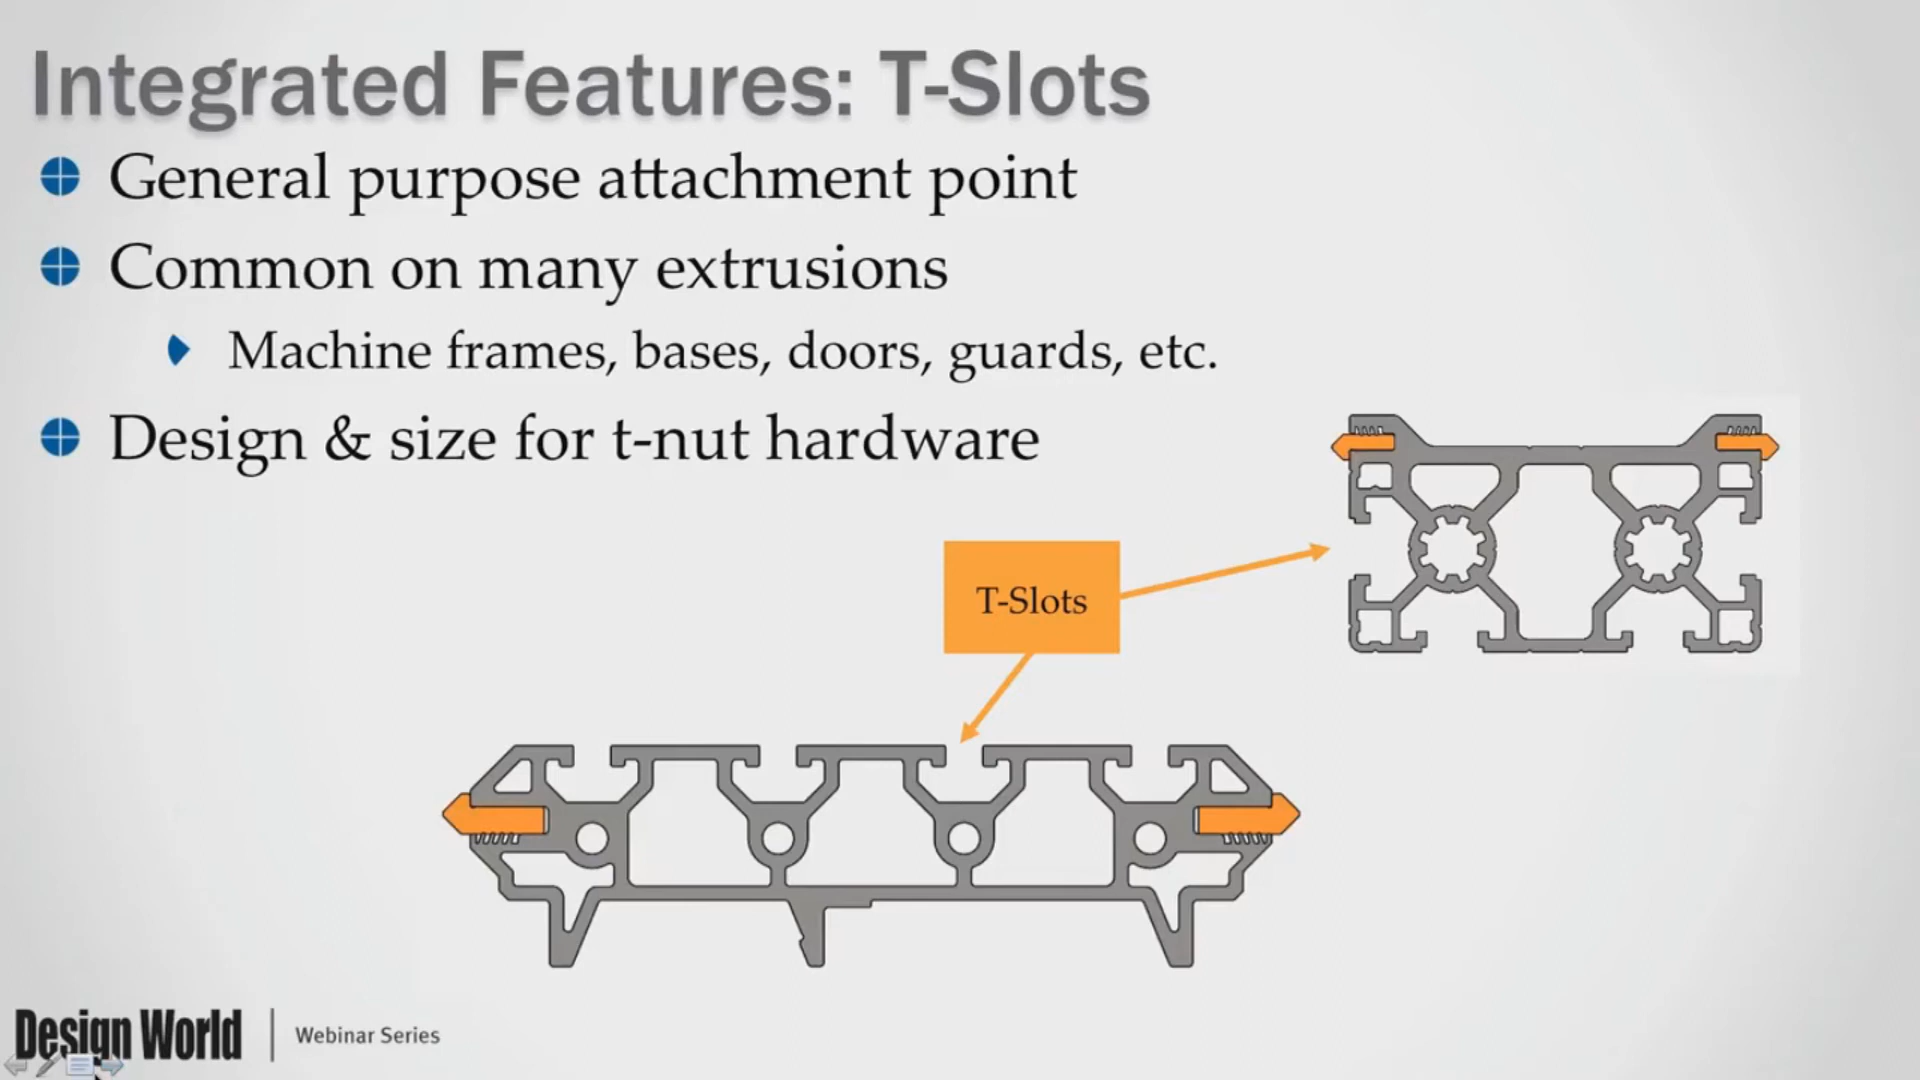 Integrated Features: T-Slots
General purpose attachment point
Common on many extrusions
Machine frames, bases, doors, guards, etc.
Design & size for t-nut hardware
T-Slots
Design World
Webinar Series